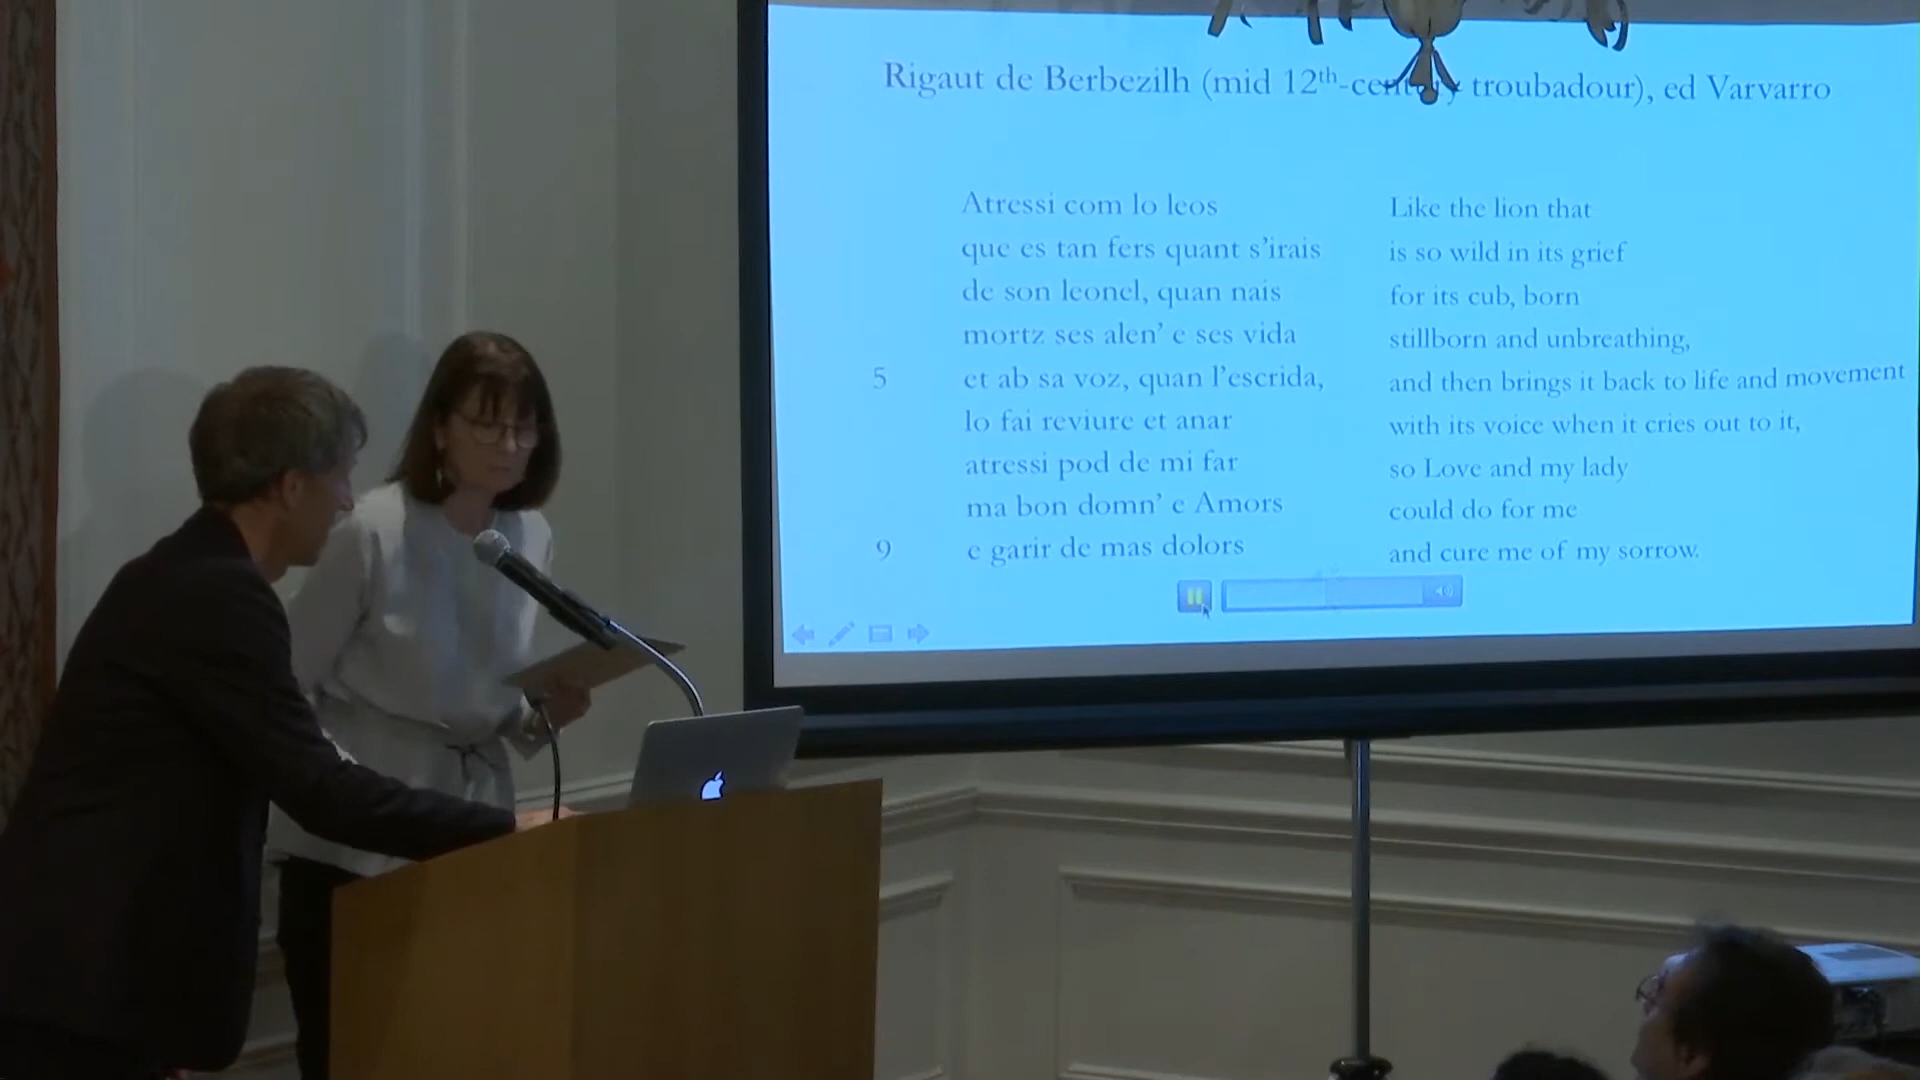 Rigaut de Berbezilh (mid 12th-century troubadour), ed Varvarro
Atressi com lo leos
que es tan fers quant s'irais
de son leonel, quan nais
mortz ses alen' e ses vida
5 et ab sa voz, quan l'escrida,
lo fai reviure et anar
atressi pod de mi far
ma bon domn' e Amors
9 e garir de mas dolors
Like the lion that
is so wild in its grief
for its cub, born
stillborn and unbreathing,
and then brings it back to life and movement
with its voice when it cries out to it,
so Love and my lady
could do for me
and cure me of my sorrow.